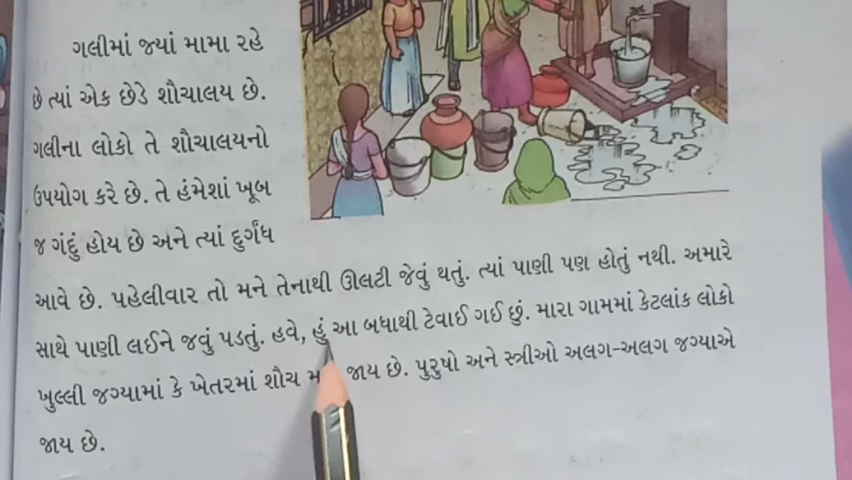 ગલીમાં જ્યાં મામા રહે
છે ત્યાં એક છેડે શૌચાલય છે.
ગલીના લોકો તે શૌચાલયનો
ઉપયોગ કરે છે. તે હંમેશાં ખૂબ
જ ગંદું હોય છે અને ત્યાં દુર્ગંધ
આવે છે. પહેલીવાર તો મને તેનાથી ઊલટી જેવું થતું. ત્યાં પાણી પણ હોતું નથી. અમારે
સાથે પાણી લઈને જવું પડતું. હવે, હું આ બધાથી ટેવાઈ ગઈ છું. મારા ગામમાં કેટલાંક લોકો
ખુલ્લી જગ્યામાં કે ખેતરમાં શૌચ જાય છે. પુરુષો અને સ્ત્રીઓ અલગ-અલગ જગ્યાએ
જાય છે.